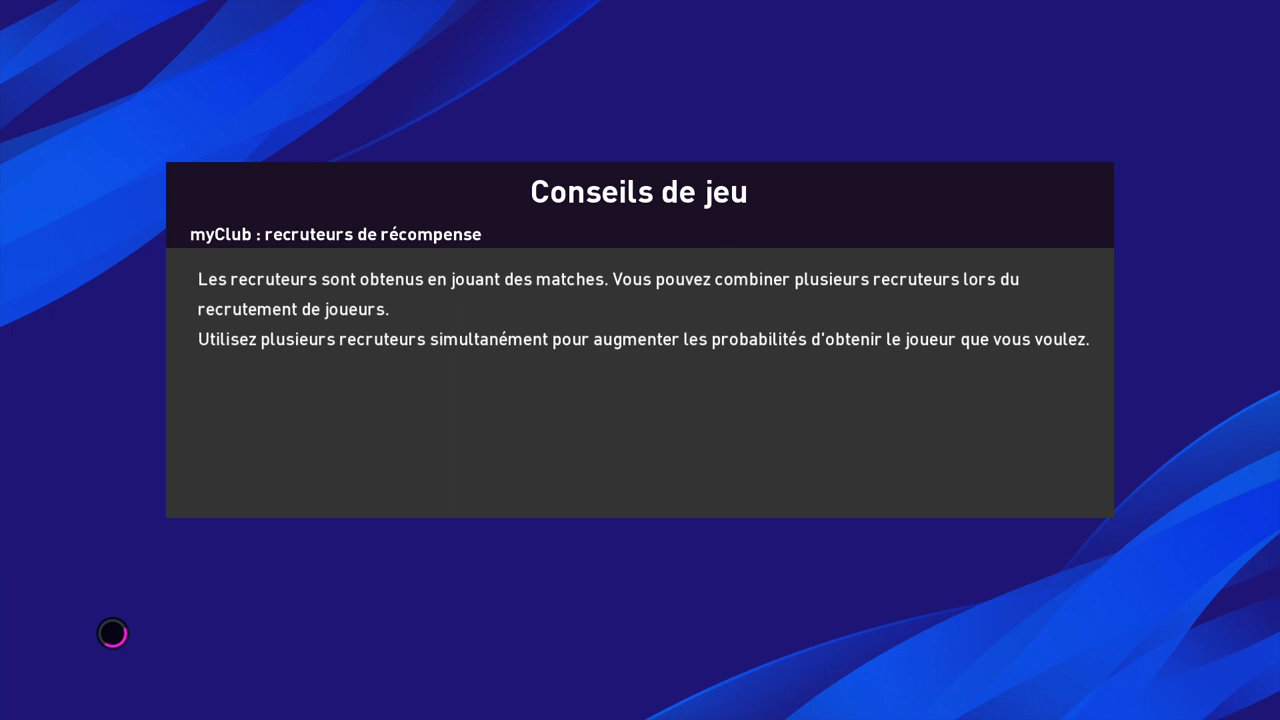 Conseils de jeu
myClub : recruteurs de récompense
Les recruteurs sont obtenus en jouant des matches. Vous pouvez combiner plusieurs recruteurs lors du
recrutement de joueurs.
Utilisez plusieurs recruteurs simultanément pour augmenter les probabilités d'obtenir le joueur que vous voulez.